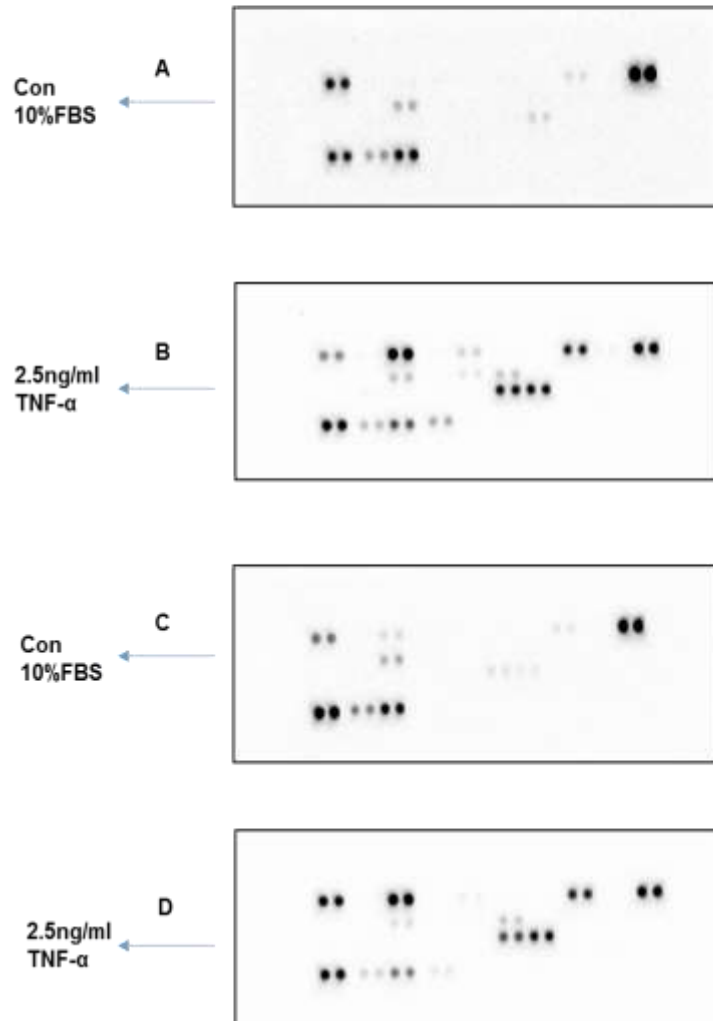 A
Con
10%FBS
B
2.5ng/ml
TNF-α
C
Con
10%FBS
D
2.5ng/ml
TNF-α